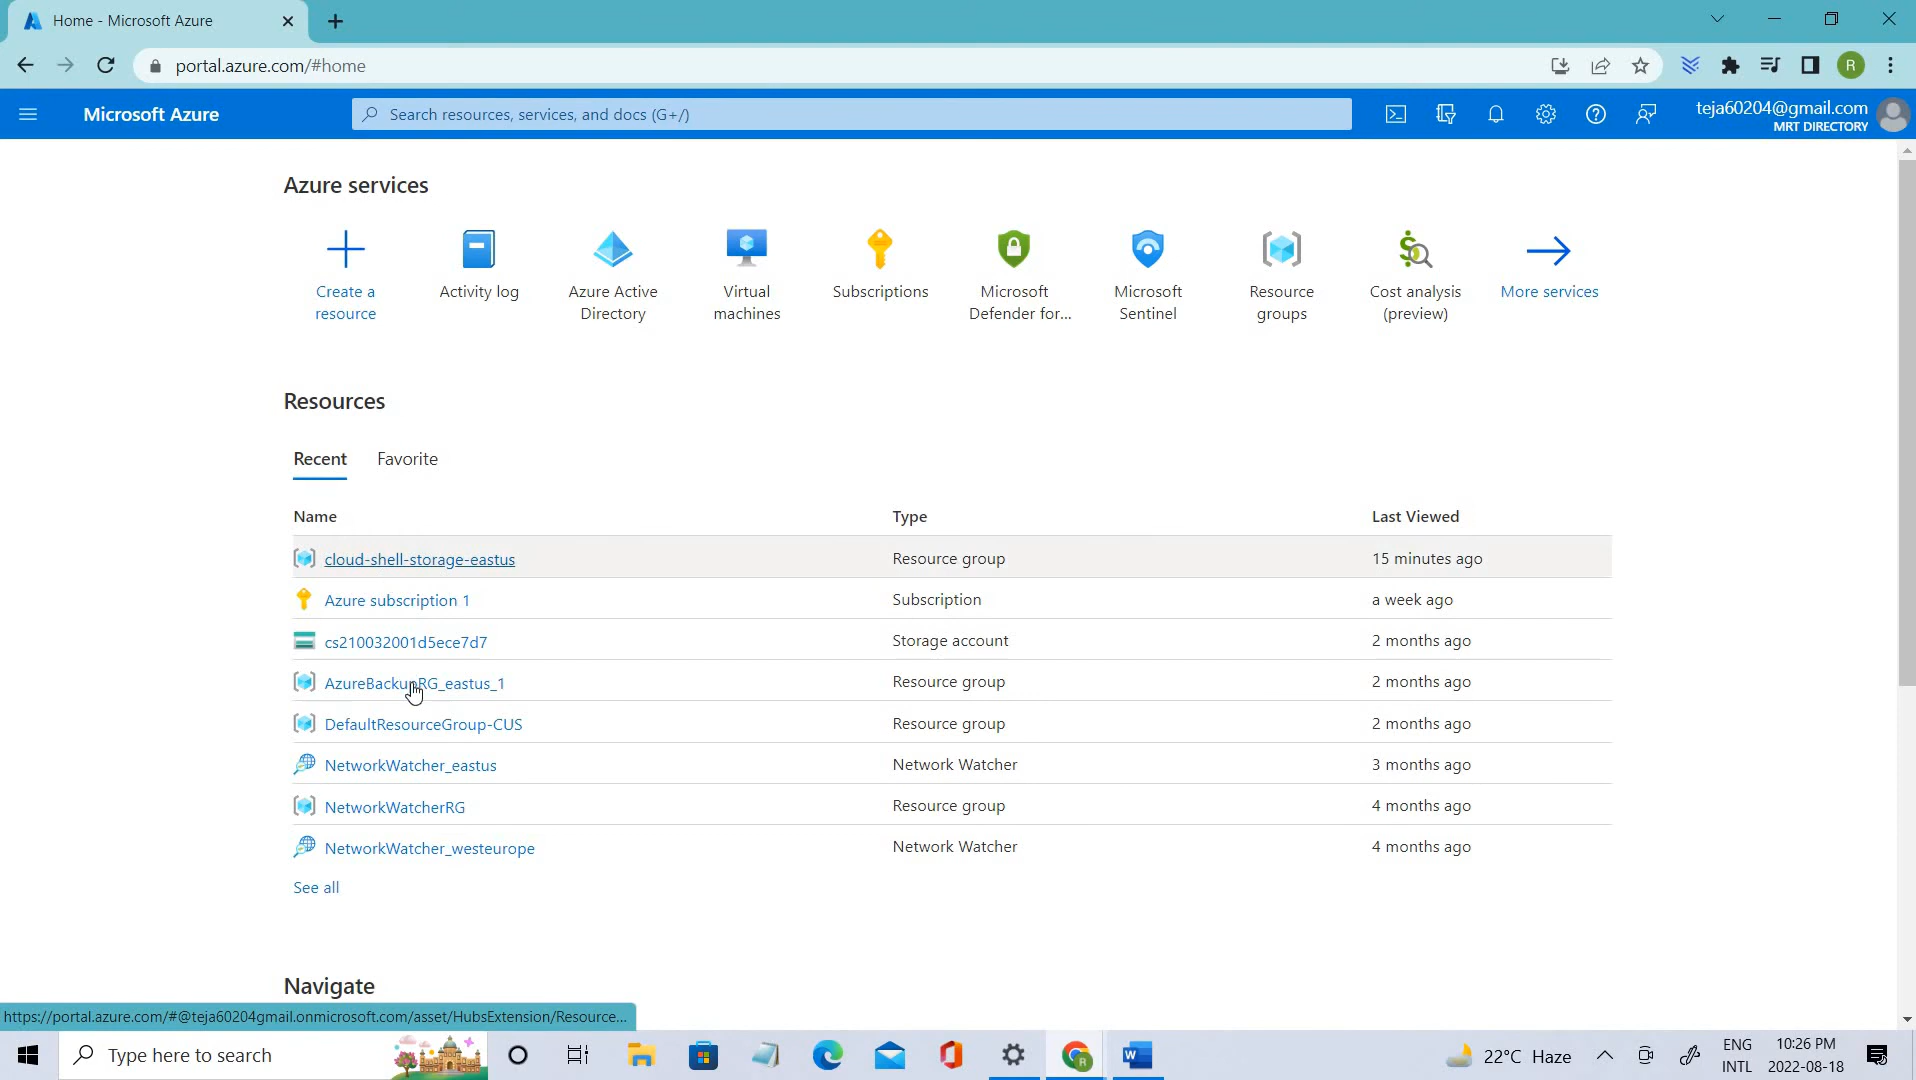 Home - Microsoft Azure
portal.azure.com/#home
R
Microsoft Azure
Search resources, services, and docs (G+/)
teja60204@gmail.com
MRT DIRECTORY
Azure services
Create a
resource
Activity log
Azure Active
Directory
Virtual
machines
Subscriptions
Microsoft
Defender for...
Microsoft
Sentinel
Resource
groups
Cost analysis
(preview)
More services
Resources
Recent Favorite
Name Type Last Viewed
cloud-shell-storage-eastus Resource group 15 minutes ago
Azure subscription 1 Subscription a week ago
cs210032001d5ece7d7 Storage account 2 months ago
AzureBackupRG_eastus_1 Resource group 2 months ago
DefaultResourceGroup-CUS Resource group 2 months ago
NetworkWatcher_eastus Network Watcher 3 months ago
NetworkWatcherRG Resource group 4 months ago
NetworkWatcher_westeurope Network Watcher 4 months ago
See all
Navigate
https://portal.azure.com/#@teja60204gmail.onmicrosoft.com/asset/HubsExtension/Resource...
Type here to search
22°C Haze
ENG
INTL
10:26 PM
2022-08-18